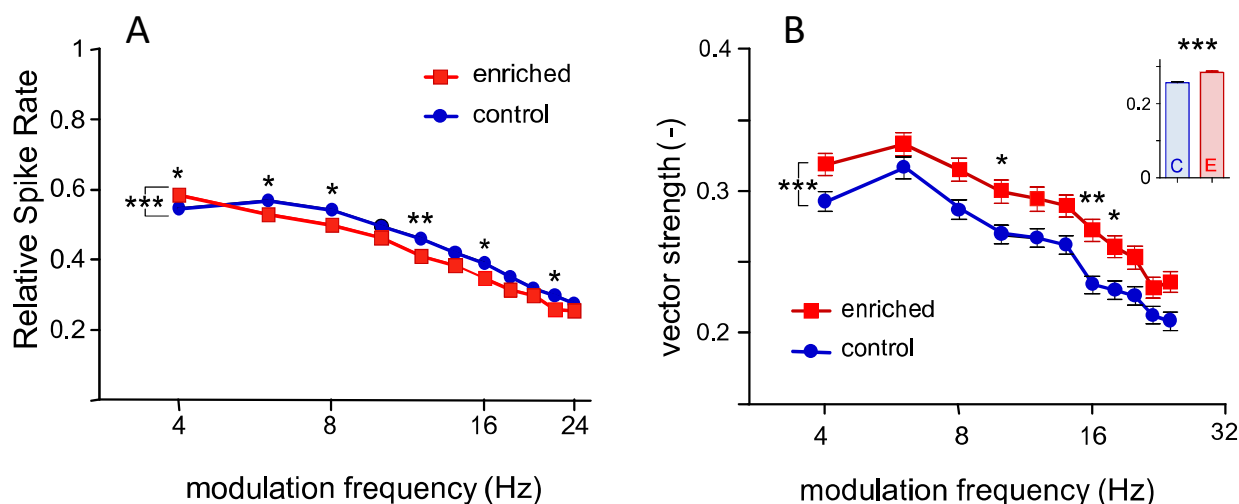 A
Relative Spike Rate
1
0.8
0.6
0.4
0.2
enriched
control
*
*
*
***
**
*
*
4
8
16
24
modulation frequency (Hz)
B
vector strength (-)
0.4
0.3
0.2
***
0.2
0
C
E
*
***
**
*
enriched
control
4
8
16
32
modulation frequency (Hz)